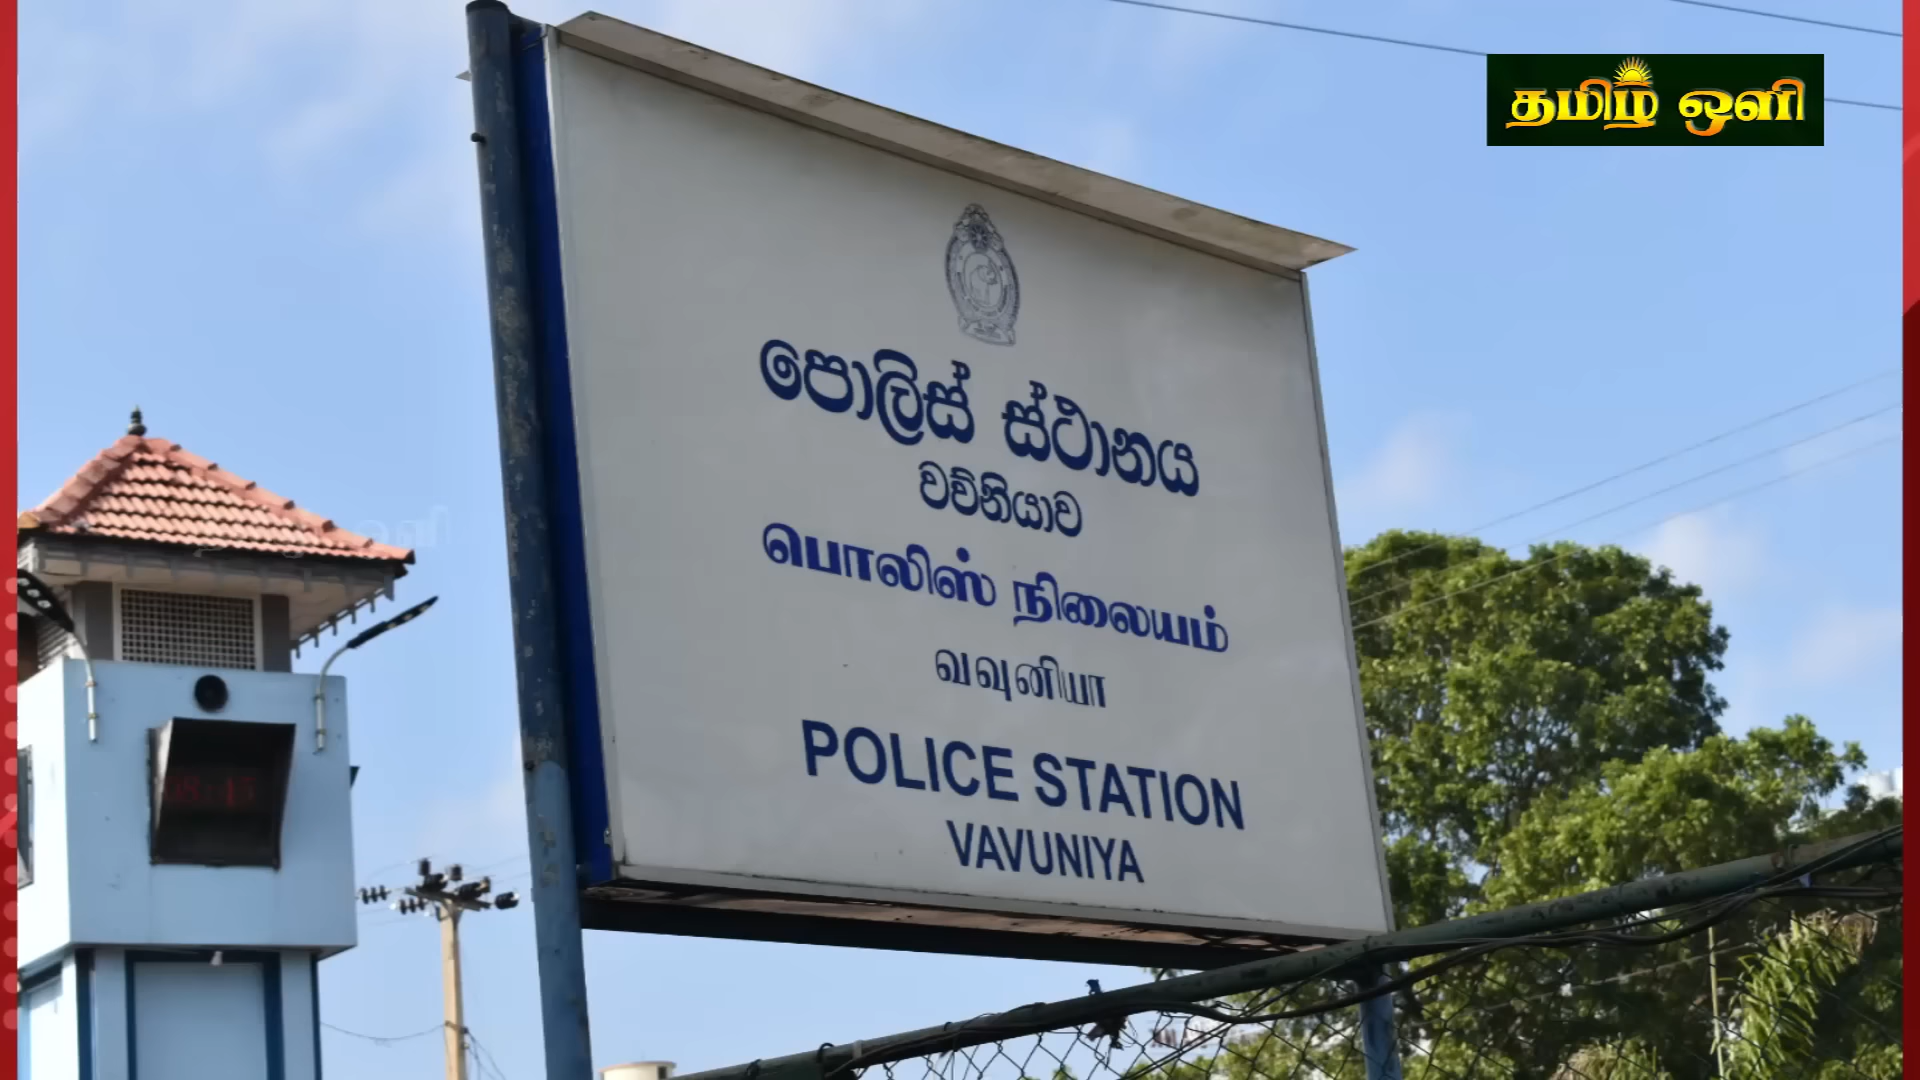 தமிழ் ஒளி
පොලිස් ස්ථානය
වව්නියාව
பொலிஸ் நிலையம்
வவுனியா
POLICE STATION
VAVUNIYA